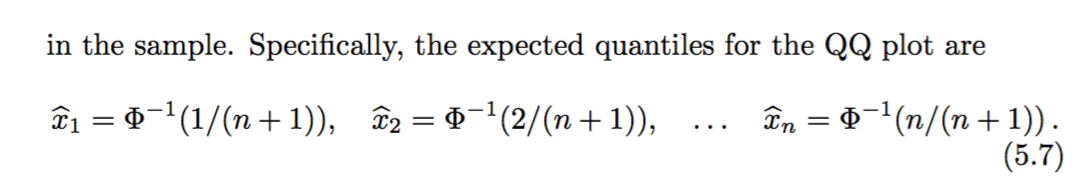 in the sample. Specifically, the expected quantiles for the QQ plot are
x̂₁ = Φ⁻¹(1/(n + 1)), x̂₂ = Φ⁻¹(2/(n + 1)), ... x̂ₙ = Φ⁻¹(n/(n + 1)).
(5.7)